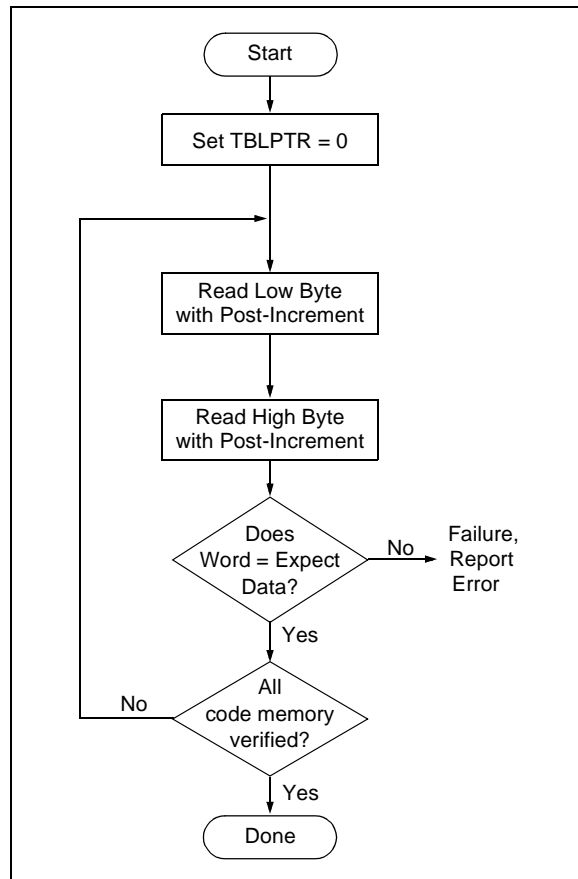 Start
Set TBLPTR = 0
Read Low Byte
with Post-Increment
Read High Byte
with Post-Increment
Does
Word = Expect
Data?
No
Failure,
Report
Error
Yes
All
code memory
verified?
No
Yes
Done